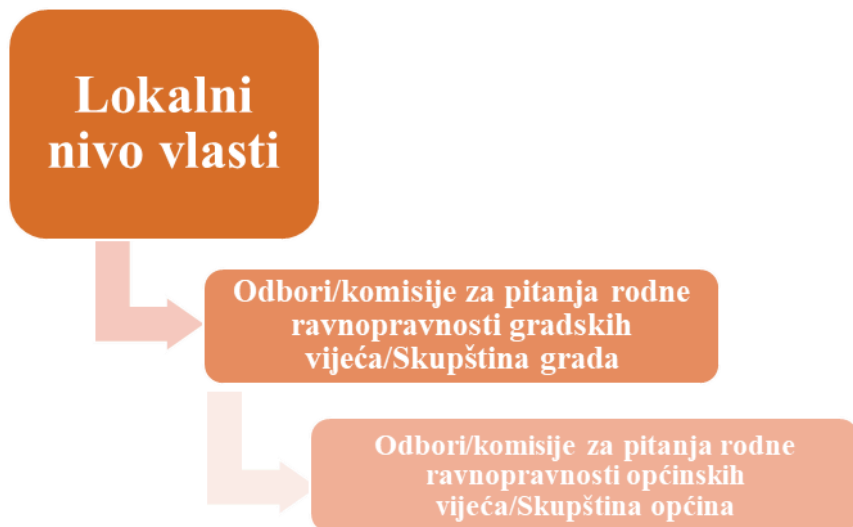 Lokalni
nivo vlasti
Odbori/komisije za pitanja rodne
ravnopravnosti gradskih
vijeća/Skupština grada
Odbori/komisije za pitanja rodne
ravnopravnosti općinskih
vijeća/Skupština općina